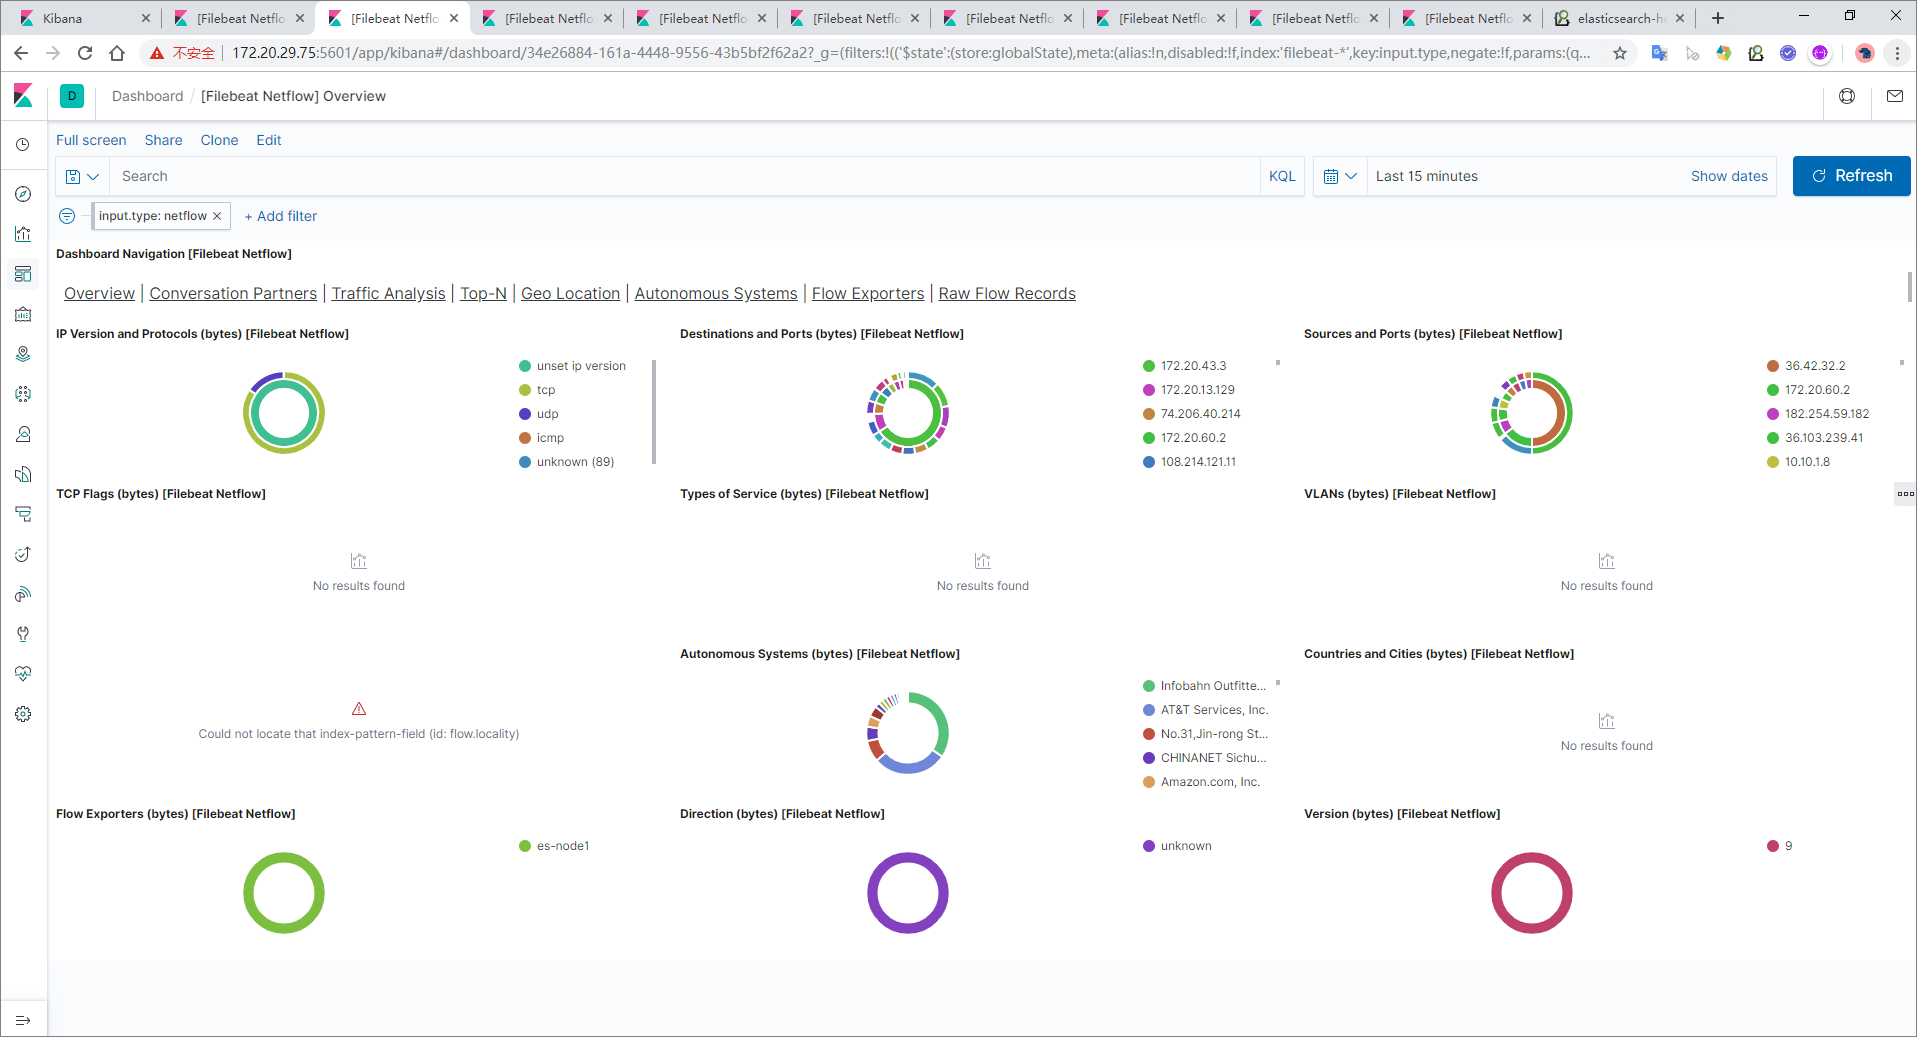 Kibana
[Filebeat Netflo
[Filebeat Netflo
[Filebeat Netflo
[Filebeat Netflo
[Filebeat Netflo
[Filebeat Netflo
[Filebeat Netflo
[Filebeat Netflo
[Filebeat Netflo
elasticsearch-h
不安全
172.20.29.75:5601/app/kibana#/dashboard/34e26884-161a-4448-9556-43b5bf2f62a2?_g=(filters:!(('$state':(store:globalState),meta:(alias:!n,disabled:!f,index:'filebeat-*',key:input.type,negate:!f,params:(q...
D
Dashboard / [Filebeat Netflow] Overview
Full screen Share Clone Edit
Search
KQL
Last 15 minutes
Show dates
Refresh
input.type: netflow
+ Add filter
Dashboard Navigation [Filebeat Netflow]
Overview | Conversation Partners | Traffic Analysis | Top-N | Geo Location | Autonomous Systems | Flow Exporters | Raw Flow Records
IP Version and Protocols (bytes) [Filebeat Netflow]
unset ip version
tcp
udp
icmp
unknown (89)
Destinations and Ports (bytes) [Filebeat Netflow]
172.20.43.3
172.20.13.129
74.206.40.214
172.20.60.2
108.214.121.11
Sources and Ports (bytes) [Filebeat Netflow]
36.42.32.2
172.20.60.2
182.254.59.182
36.103.239.41
10.10.1.8
TCP Flags (bytes) [Filebeat Netflow]
No results found
Types of Service (bytes) [Filebeat Netflow]
No results found
VLANs (bytes) [Filebeat Netflow]
No results found
Could not locate that index-pattern-field (id: flow.locality)
Autonomous Systems (bytes) [Filebeat Netflow]
Infobahn Outfitte...
AT&T Services, Inc.
No.31,Jin-rong St...
CHINANET Sichu...
Amazon.com, Inc.
Countries and Cities (bytes) [Filebeat Netflow]
No results found
Flow Exporters (bytes) [Filebeat Netflow]
es-node1
Direction (bytes) [Filebeat Netflow]
unknown
Version (bytes) [Filebeat Netflow]
9